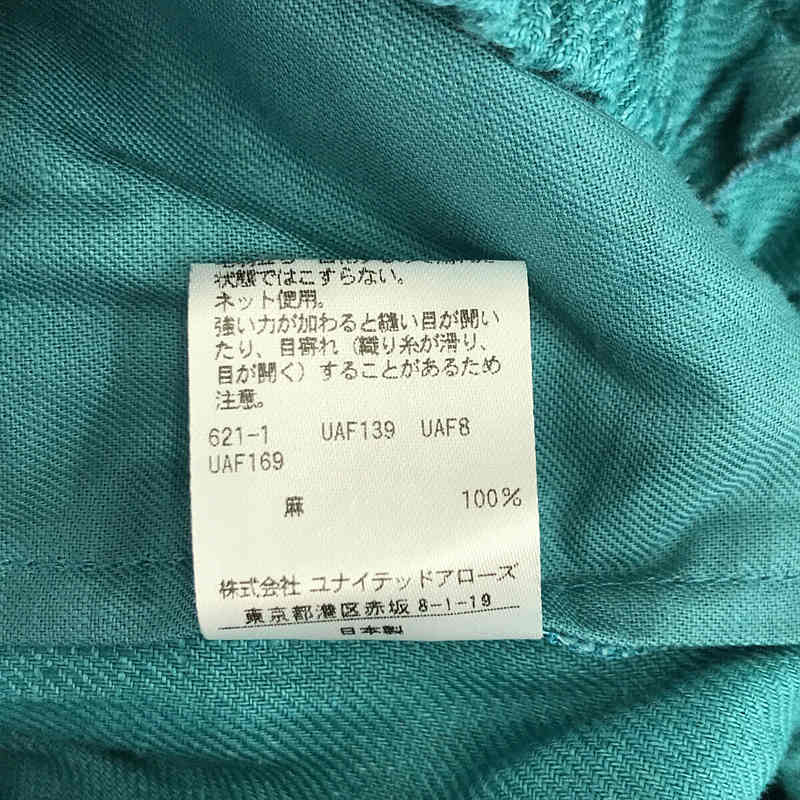 状態ではこすらない。
ネット使用。
強い力が加わると縫い目が開い
たり、目寄れ（織り糸が滑り、
目が開く）することがあるため
注意。
621-1 UAF139 UAF8
UAF169
麻 100%
株式会社 ユナイテッドアローズ
東京都港区赤坂8-1-19
日本製